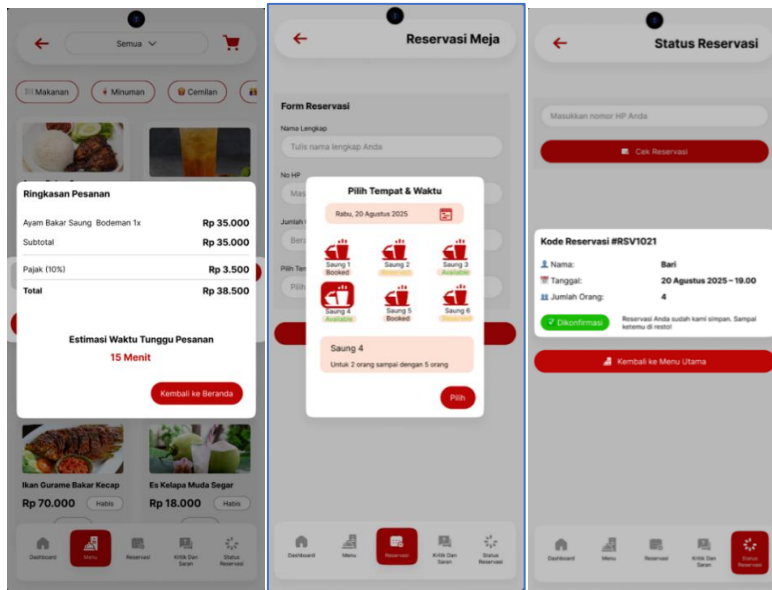 Semua
Makanan
Minuman
Cemilan
Ringkasan Pesanan
Ayam Bakar Saung Bodeman 1x Rp 35.000
Subtotal Rp 35.000
Pajak (10%) Rp 3.500
Total Rp 38.500
Estimasi Waktu Tunggu Pesanan
15 Menit
Kembali ke Beranda
Ikan Gurame Bakar Kecap
Rp 70.000 Habis
Es Kelapa Muda Segar
Rp 18.000 Habis
Dashboard
Menu
Reservasi
Kritik Dan
Saran
Status
Reservasi
Reservasi Meja
Form Reservasi
Nama Lengkap
Tulis nama lengkap Anda
No HP
Mas
Jumlah
Bera
Pilih Tem
Pilih
Pilih Tempat & Waktu
Rabu, 20 Agustus 2025
Saung 1
Booked
Saung 2
Reserved
Saung 3
Available
Saung 4
Available
Saung 5
Booked
Saung 6
Reserved
Saung 4
Untuk 2 orang sampai dengan 5 orang
Pilih
Dashboard
Menu
Reservasi
Kritik Dan
Saran
Status
Reservasi
Status Reservasi
Masukkan nomor HP Anda
Cek Reservasi
Kode Reservasi #RSV1021
Nama: Bari
Tanggal: 20 Agustus 2025 – 19.00
Jumlah Orang: 4
Dikonfirmasi
Reservasi Anda sudah kami simpan. Sampai
ketemu di resto!
Kembali ke Menu Utama
Dashboard
Menu
Reservasi
Kritik Dan
Saran
Status
Reservasi